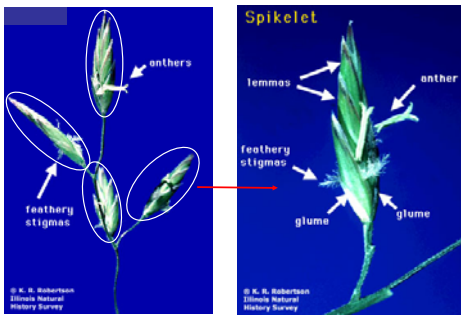 anthers
feathery
stigmas
© K. R. Robertson
Illinois Natural
History Survey
Spikelet
lemmas
anther
feathery
stigmas
glume
glume
© K. R. Robertson
Illinois Natural
History Survey